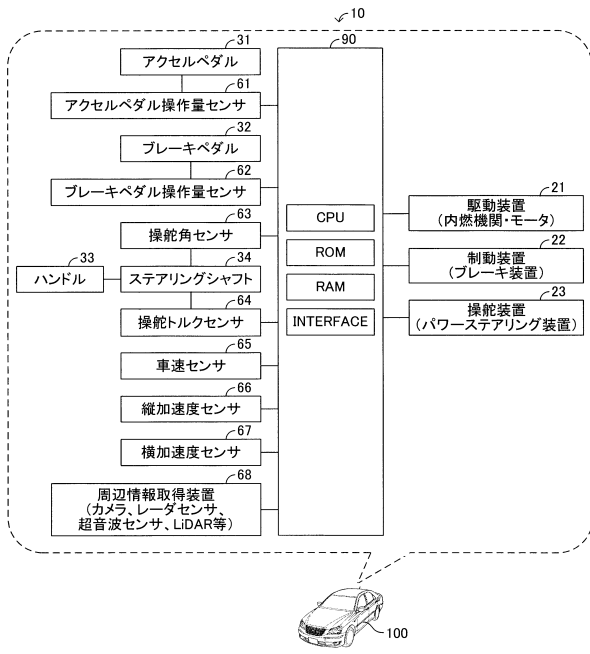 10
31
アクセルペダル
61
アクセルペダル操作量センサ
32
ブレーキペダル
62
ブレーキペダル操作量センサ
63
操舵角センサ
33
ハンドル
34
ステアリングシャフト
64
操舵トルクセンサ
65
車速センサ
66
縦加速度センサ
67
横加速度センサ
68
周辺情報取得装置
(カメラ、レーダセンサ、
超音波センサ、LiDAR等)
90
CPU
ROM
RAM
INTERFACE
21
駆動装置
(内燃機関・モータ)
22
制動装置
(ブレーキ装置)
23
操舵装置
(パワーステアリング装置)
100